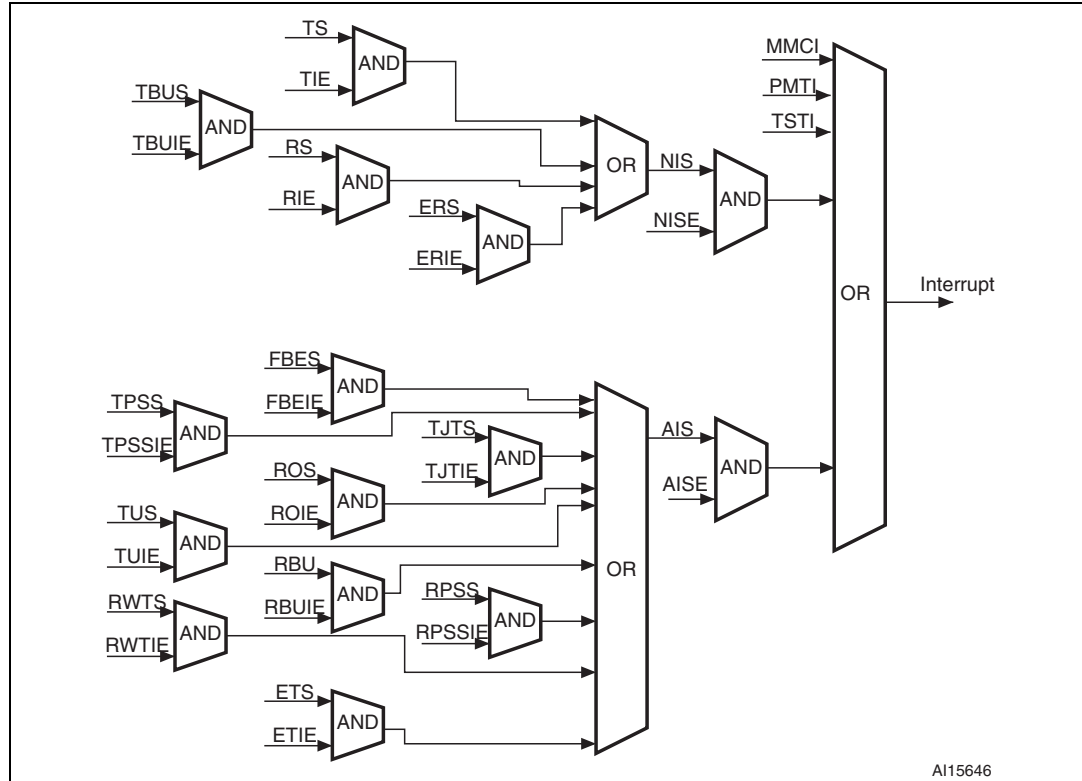 TS
TIE
AND
TBUS
TBUIE
AND
RS
RIE
AND
ERS
ERIE
AND
OR
NIS
NISE
AND
MMCI
PMTI
TSTI
OR
Interrupt
FBES
FBEIE
AND
TPSS
TPSSIE
AND
TJTS
TJTIE
AND
ROS
ROIE
AND
TUS
TUIE
AND
RBU
RBUIE
AND
RPSS
RPSSIE
AND
RWTS
RWTIE
AND
ETS
ETIE
AND
OR
AIS
AISE
AND
AI15646